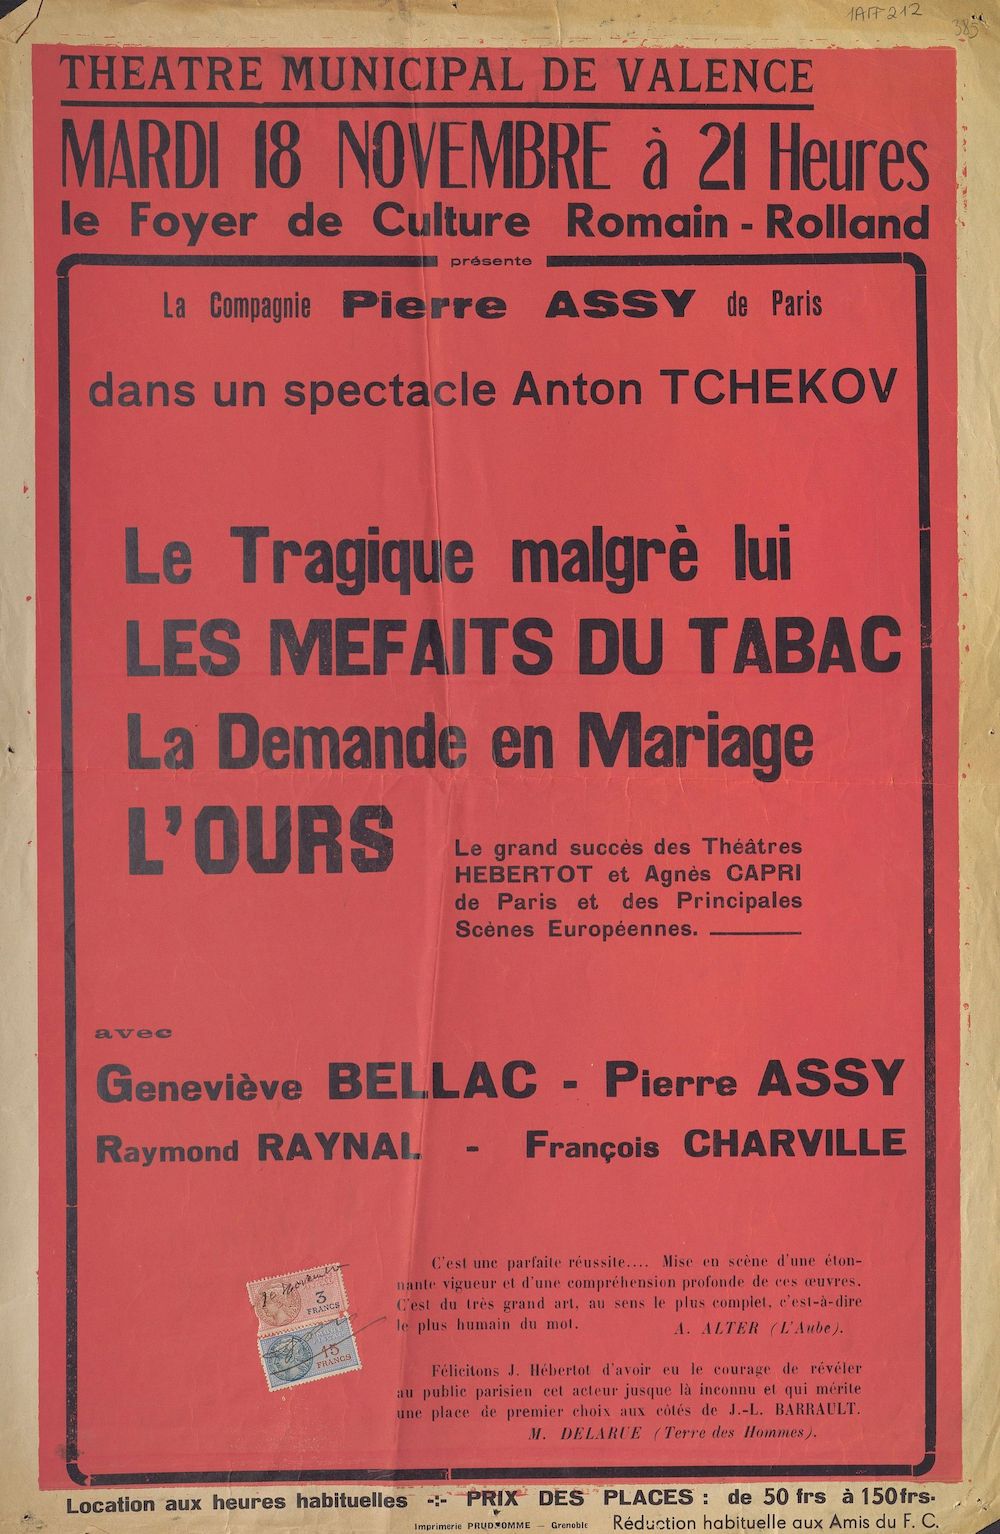 1AFF212
385
THEATRE MUNICIPAL DE VALENCE
MARDI 18 NOVEMBRE à 21 Heures
le Foyer de Culture Romain - Rolland
présente
La Compagnie Pierre ASSY de Paris
dans un spectacle Anton TCHEKOV
Le Tragique malgrè lui
LES MEFAITS DU TABAC
La Demande en Mariage
L'OURS
Le grand succès des Théâtres
HEBERTOT et Agnès CAPRI
de Paris et des Principales
Scènes Européennes.
avec
Geneviève BELLAC - Pierre ASSY
Raymond RAYNAL - François CHARVILLE
C'est une parfaite réussite.... Mise en scène d'une éton-
nante vigueur et d'une compréhension profonde de ces œuvres.
C'est du très grand art, au sens le plus complet, c'est-à-dire
le plus humain du mot.
A. ALTER (L'Aube).
Félicitons J. Hébertot d'avoir eu le courage de révéler
au public parisien cet acteur jusque là inconnu et qui mérite
une place de premier choix aux côtés de J.-L. BARRAULT.
M. DELARUE (Terre des Hommes).
3
FRANCS
15
FRANCS
Location aux heures habituelles -:- PRIX DES PLACES : de 50 frs à 150frs.
Imprimerie PRUDHOMME — Grenoble
Réduction habituelle aux Amis du F. C.